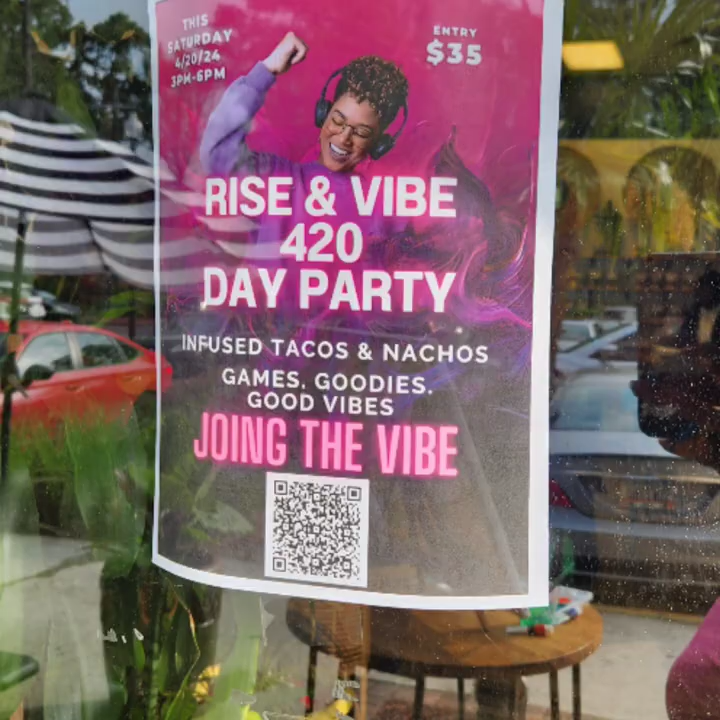 THIS
SATURDAY
4/20/24
3PM-6PM
ENTRY
$35
RISE & VIBE
420
DAY PARTY
INFUSED TACOS & NACHOS
GAMES. GOODIES.
GOOD VIBES
JOING THE VIBE